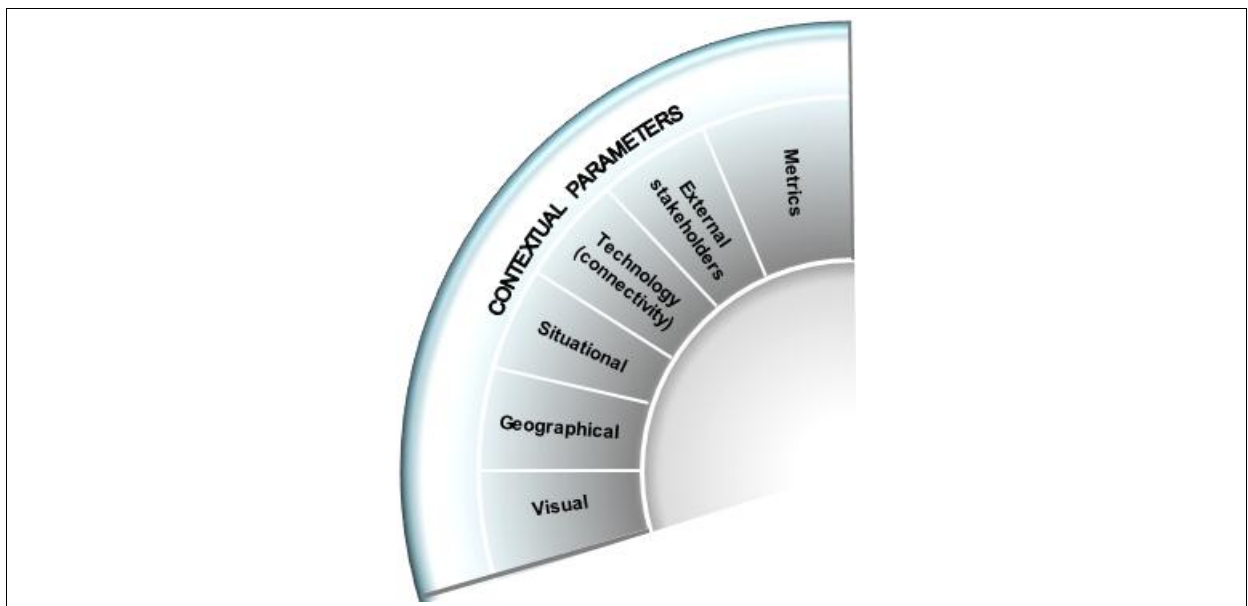 CONTEXTUAL PARAMETERS
Metrics
External
stakeholders
Technology
(connectivity)
Situational
Geographical
Visual